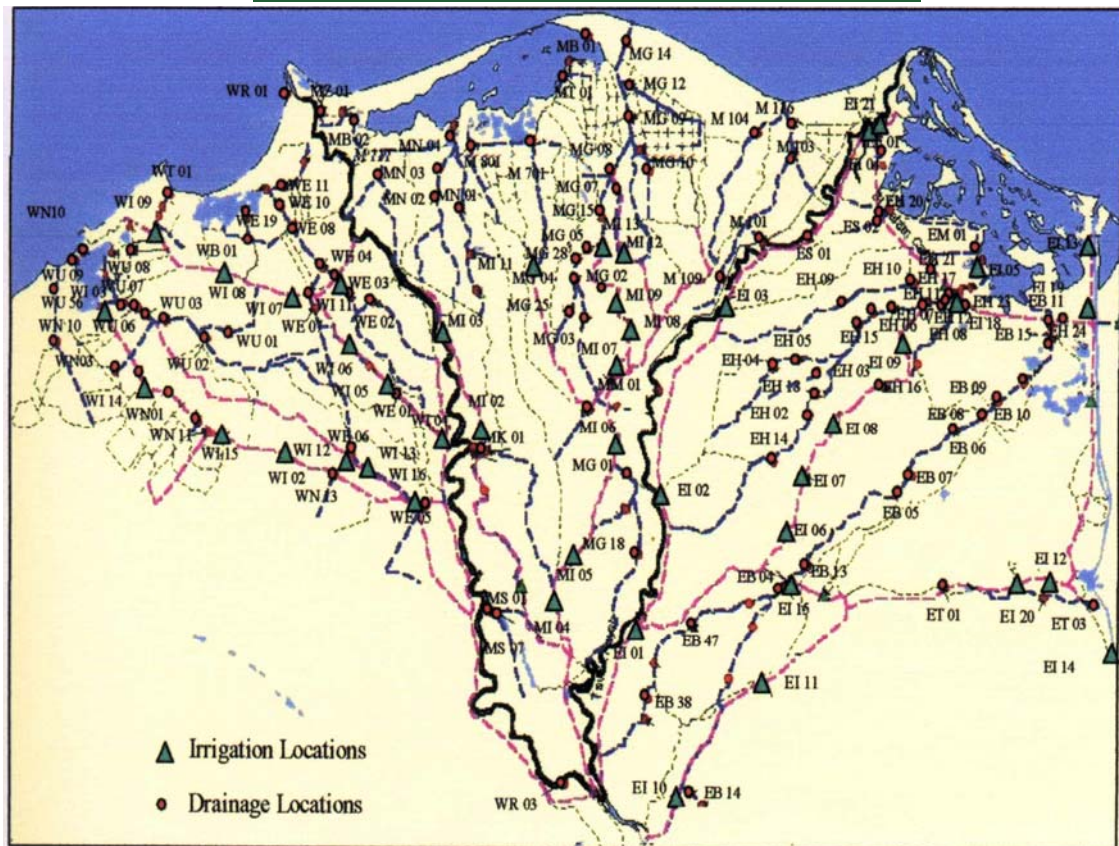 MB 01
MG 14
MT 01
MG 12
WR 01
MG 09
M 104
M 116
EI 21
MB 02
MN 04
M 801
M 701
MG 08
MG 10
M 103
MN 03
MN 02
MN 01
MG 07
MG 15
WT 01
WI 09
WN10
WE 11
WE 10
WE 19
WE 08
WB 01
WU 08
WU 09
WI 03
WU 07
WU 56
WU 06
WN 10
WU 03
WI 08
WI 07
WI 11
WE 04
WE 03
WE 02
WU 01
WU 02
WN03
WI 14
WI 06
WI 05
WE 01
MI 03
MI 11
MG 04
MG 28
MG 05
MI 13
MI 12
MG 02
MG 25
MI 09
MG 03
MI 08
MI 07
MM 01
M 109
M 101
EI 03
ES 01
ES 02
EH 20
EM 01
EI 05
EI 13
EH 10
EH 17
EH 09
EH 23
EI 18
EI 19
EB 11
EB 15
EH 24
EH 06
EH 08
EH 15
EI 09
EH 05
EH 04
EH 03
EH 16
EH 02
EH 14
EI 08
EB 09
EB 08
EB 10
EB 06
EB 07
EB 05
EI 07
EI 06
EI 02
MI 02
MK 01
MI 06
MG 01
WN01
WN 11
WI 15
WI 12
WI 02
WN 13
WI 13
WI 16
WE 05
MG 18
MI 05
MS 01
MI 04
MS 07
EI 01
EB 04
EB 13
EI 16
EB 47
ET 01
EI 20
EI 12
ET 03
EI 14
EI 11
EB 38
EI 10
EB 14
WR 03
Irrigation Locations
Drainage Locations